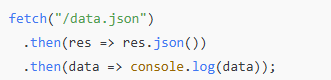 fetch("/data.json")
  .then(res => res.json())
  .then(data => console.log(data));